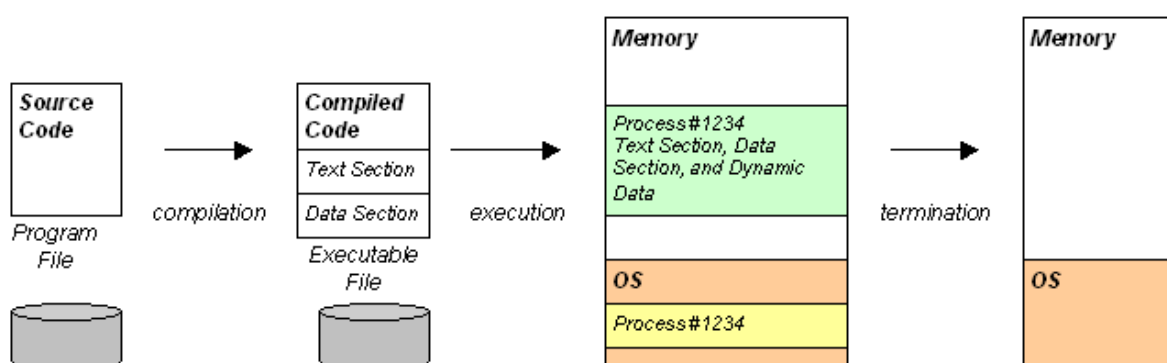 Source
Code
Program
File
compilation
Compiled
Code
Text Section
Data Section
Executable
File
execution
Memory
Process#1234
Text Section, Data
Section, and Dynamic
Data
OS
Process#1234
termination
Memory
OS